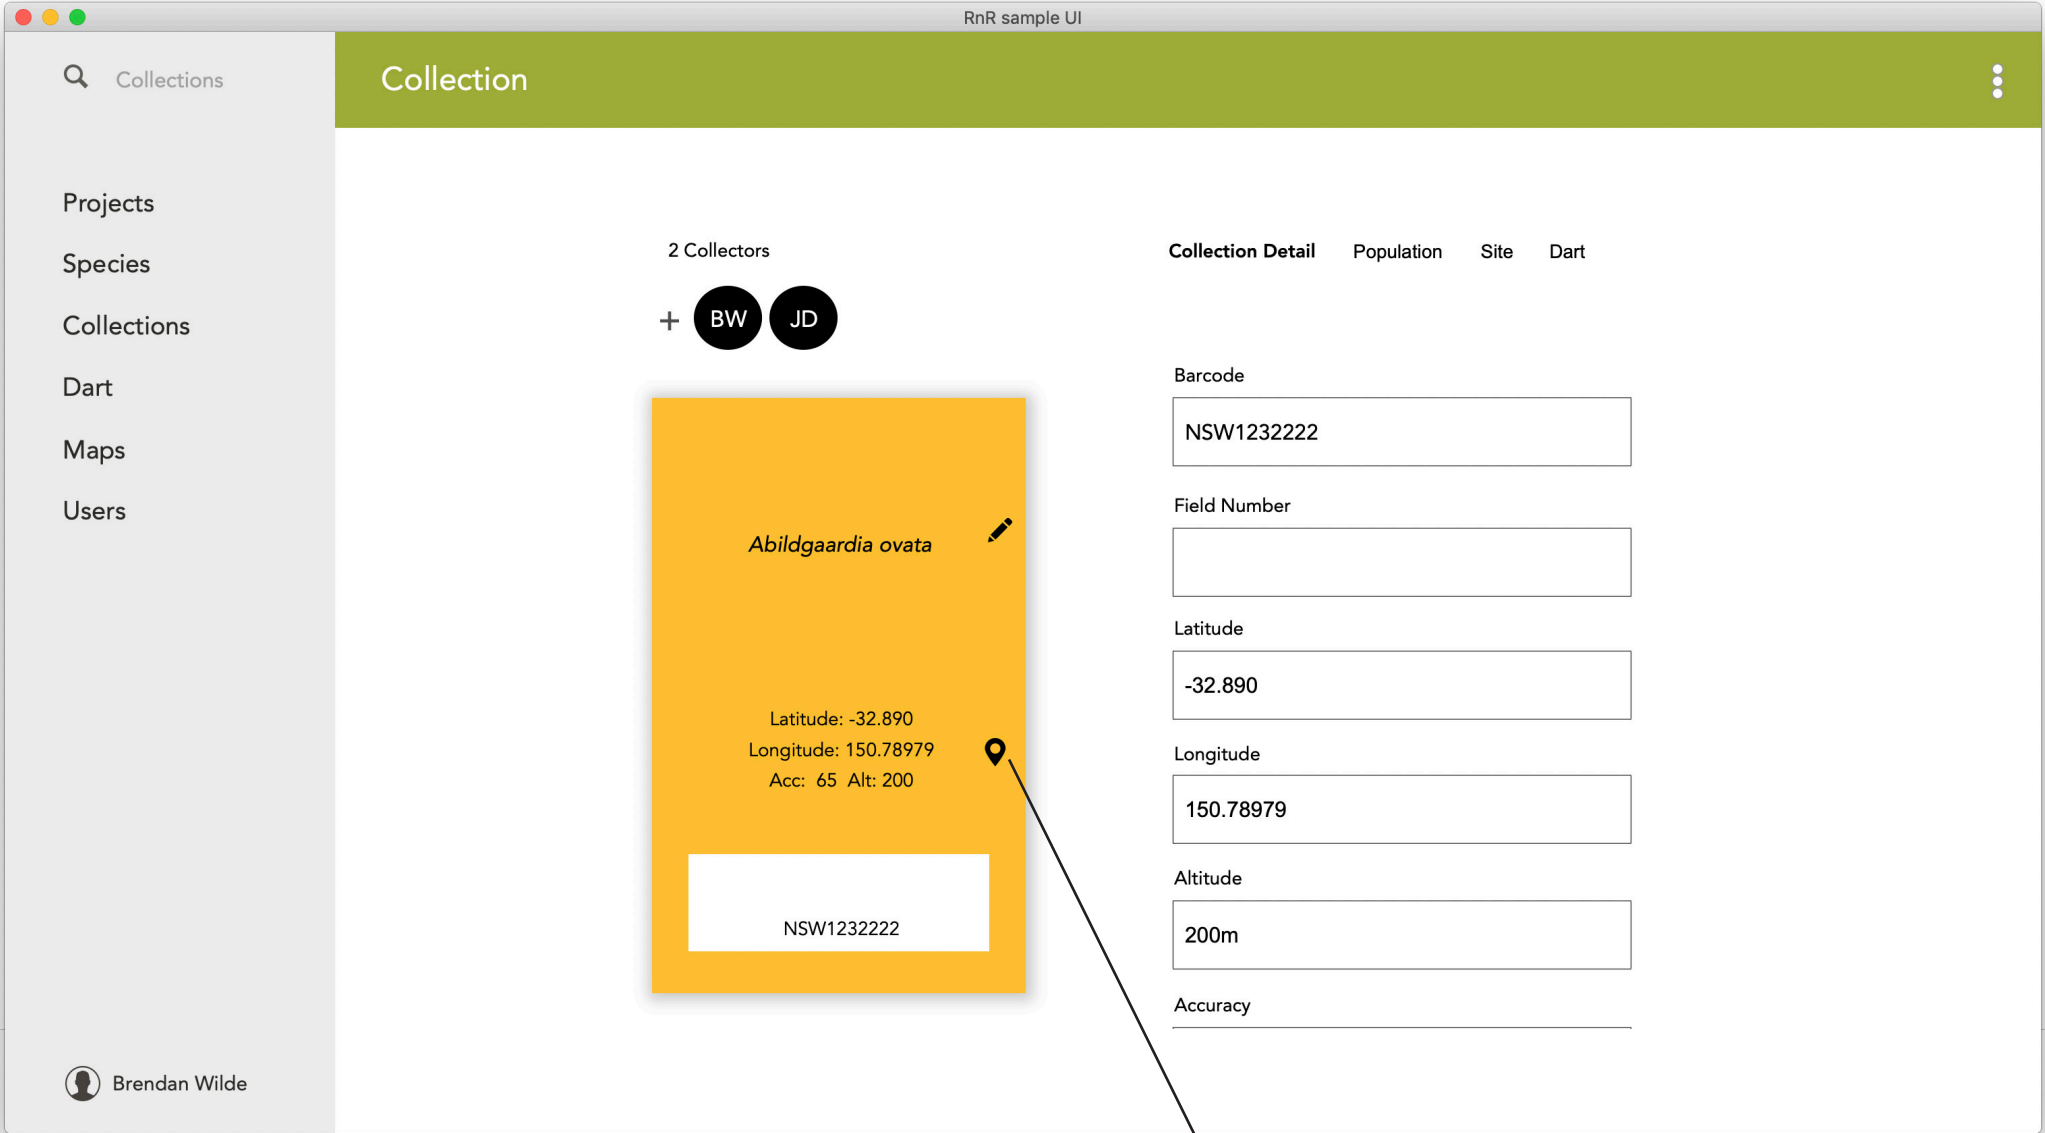 RnR sample UI
Collections
Collection
Projects
Species
Collections
Dart
Maps
Users
Brendan Wilde
2 Collectors
+ BW JD
Abildgaardia ovata
Latitude: -32.890
Longitude: 150.78979
Acc: 65 Alt: 200
NSW1232222
Collection Detail Population Site Dart
Barcode
NSW1232222
Field Number
Latitude
-32.890
Longitude
150.78979
Altitude
200m
Accuracy